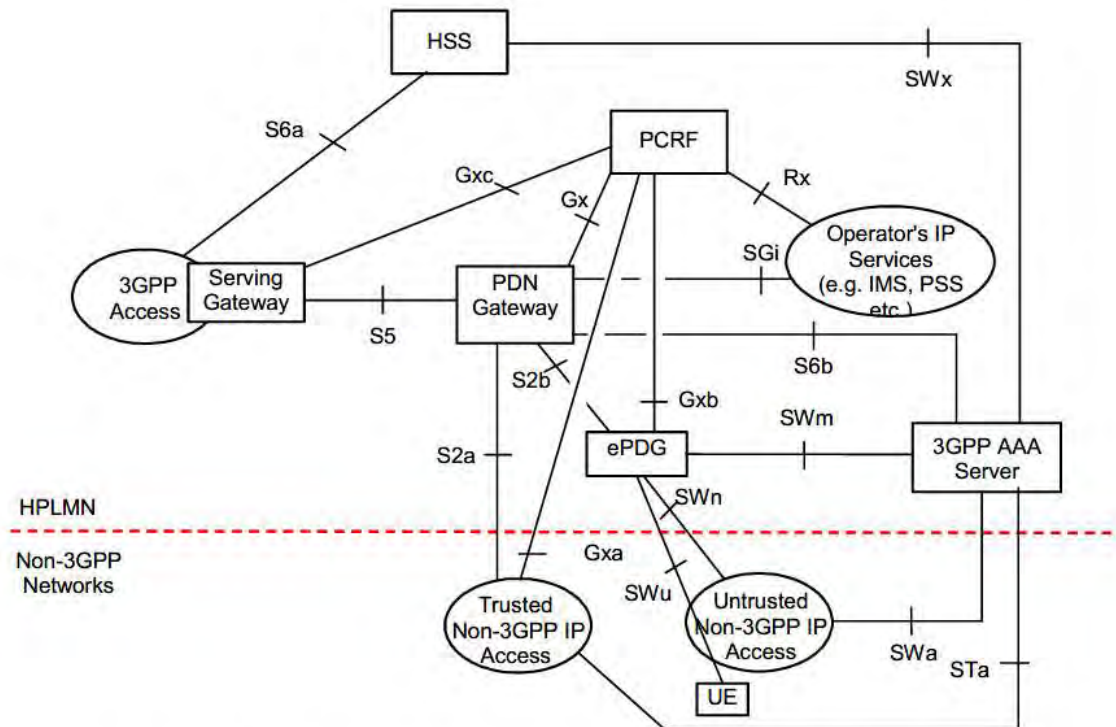 HSS
SWx
S6a
PCRF
Gxc
Gx
Rx
Operator's IP
Services
(e.g. IMS, PSS
etc.)
SGi
3GPP
Access
Serving
Gateway
PDN
Gateway
S5
S6b
S2b
Gxb
SWm
S2a
ePDG
3GPP AAA
Server
SWn
HPLMN
Non-3GPP
Networks
Gxa
SWu
Trusted
Non-3GPP IP
Access
Untrusted
Non-3GPP IP
Access
SWa
STa
UE